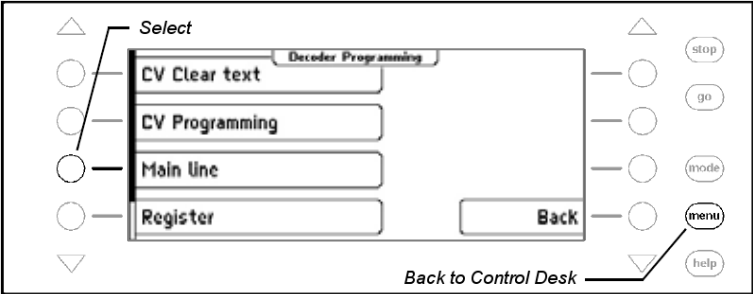 Select
Decoder Programming
stop
CV Clear text
go
CV Programming
Main line
mode
Register
Back
menu
help
Back to Control Desk